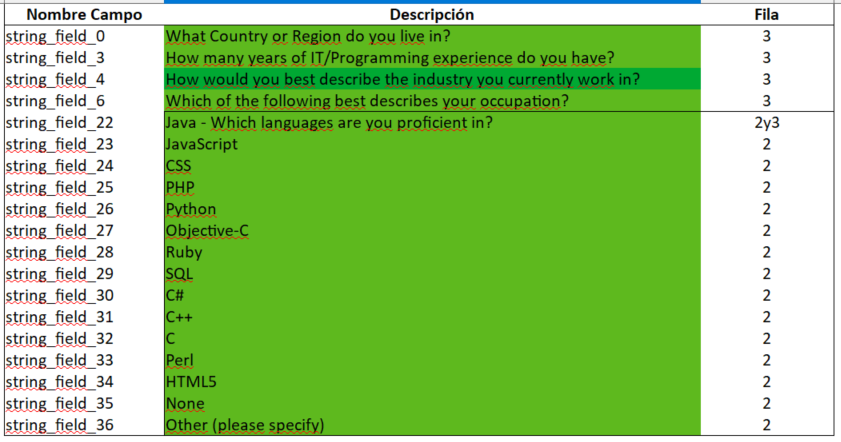 Nombre Campo Descripción Fila
string_field_0 What Country or Region do you live in? 3
string_field_3 How many years of IT/Programming experience do you have? 3
string_field_4 How would you best describe the industry you currently work in? 3
string_field_6 Which of the following best describes your occupation? 3
string_field_22 Java - Which languages are you proficient in? 2y3
string_field_23 JavaScript 2
string_field_24 CSS 2
string_field_25 PHP 2
string_field_26 Python 2
string_field_27 Objective-C 2
string_field_28 Ruby 2
string_field_29 SQL 2
string_field_30 C# 2
string_field_31 C++ 2
string_field_32 C 2
string_field_33 Perl 2
string_field_34 HTML5 2
string_field_35 None 2
string_field_36 Other (please specify) 2